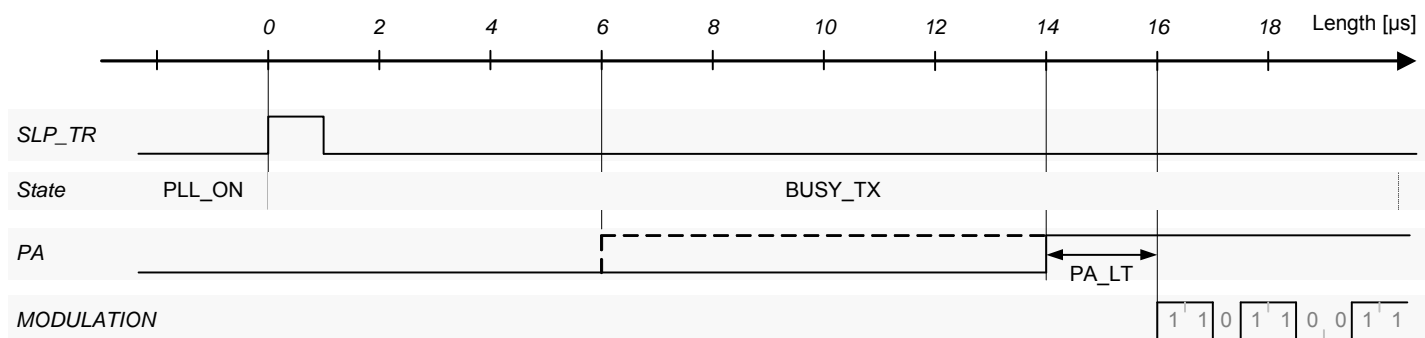 0 2 4 6 8 10 12 14 16 18 Length [µs]
SLP_TR
State PLL_ON BUSY_TX
PA
PA_LT
MODULATION 1 1 0 1 1 0 0 1 1